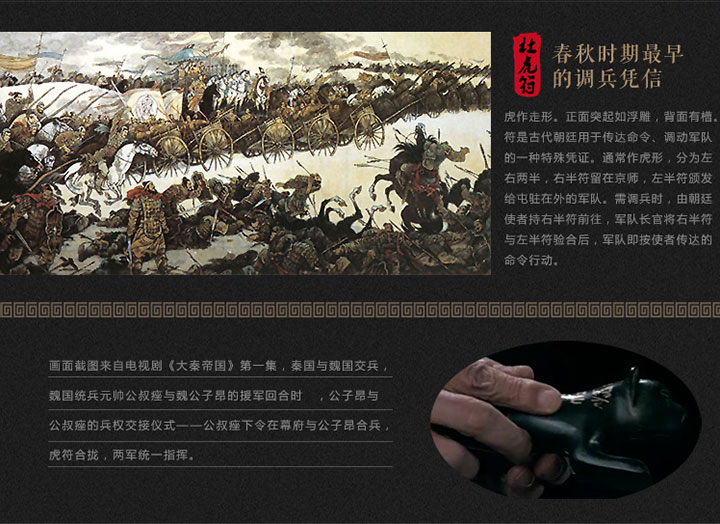 杜虎符
春秋时期最早
的调兵凭信
虎作走形。正面突起如浮雕，背面有槽。
符是古代朝廷用于传达命令、调动军队
的一种特殊凭证。通常作虎形，分为左
右两半，右半符留在京师，左半符颁发
给屯驻在外的军队。需调兵时，由朝廷
使者持右半符前往，军队长官将右半符
与左半符验合后，军队即按使者传达的
命令行动。
画面截图来自电视剧《大秦帝国》第一集，秦国与魏国交兵，
魏国统兵元帅公叔痤与魏公子昂的援军回合时 ，公子昂与
公叔痤的兵权交接仪式——公叔痤下令在幕府与公子昂合兵，
虎符合拢，两军统一指挥。